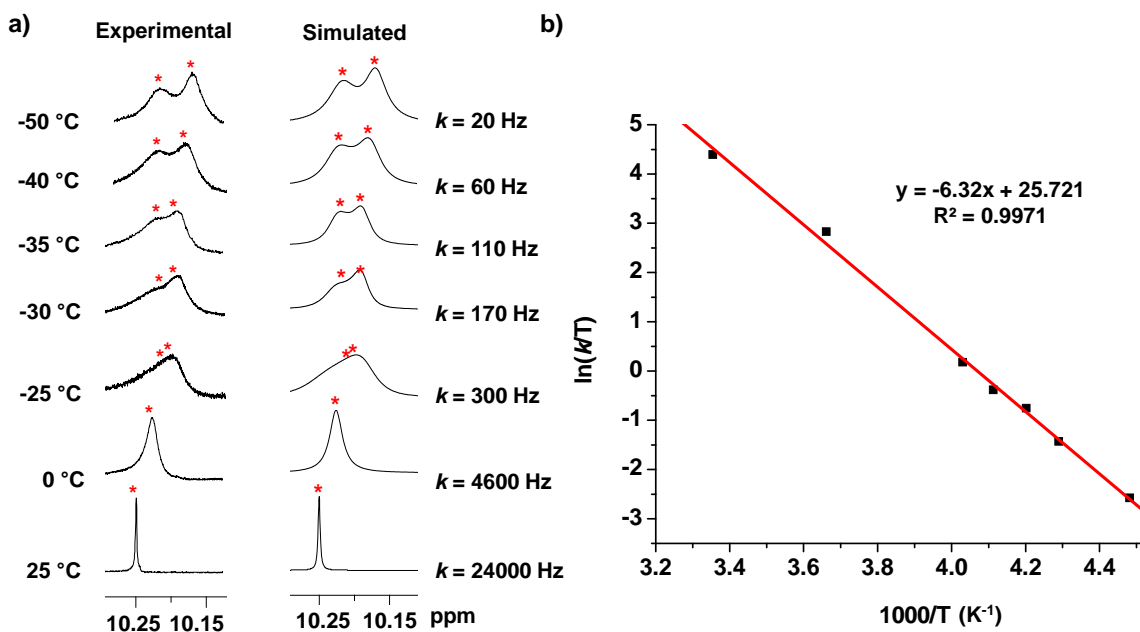 a)
Experimental Simulated
* * * *
-50 °C k = 20 Hz
* * * *
-40 °C k = 60 Hz
* * * *
-35 °C k = 110 Hz
* * * *
-30 °C k = 170 Hz
* * * *
-25 °C k = 300 Hz
* *
0 °C k = 4600 Hz
* *
25 °C k = 24000 Hz
10.25 10.15 10.25 10.15 ppm
b)
ln(k/T)
5
4
3
2
1
0
-1
-2
-3
y = -6.32x + 25.721
R² = 0.9971
3.2 3.4 3.6 3.8 4.0 4.2 4.4
1000/T (K⁻¹)